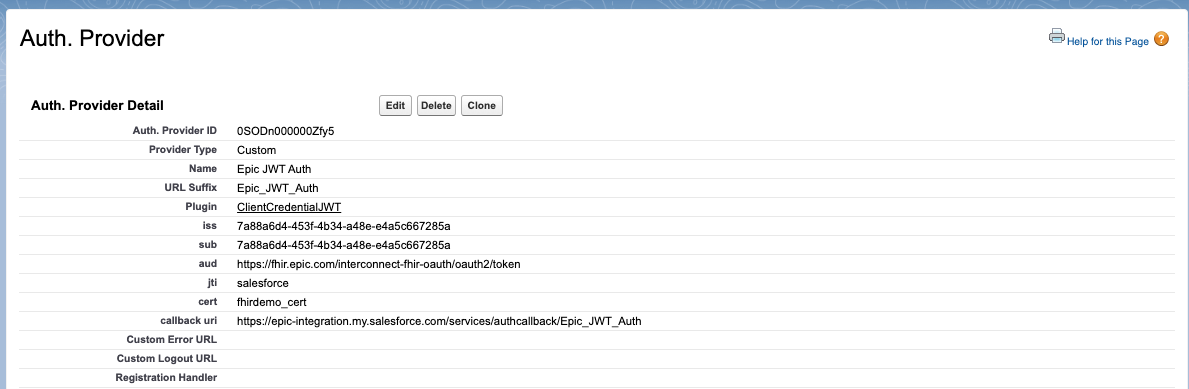 Auth. Provider
Help for this Page ?
Auth. Provider Detail Edit Delete Clone
Auth. Provider ID 0SODn000000Zfy5
Provider Type Custom
Name Epic JWT Auth
URL Suffix Epic_JWT_Auth
Plugin ClientCredentialJWT
iss 7a88a6d4-453f-4b34-a48e-e4a5c667285a
sub 7a88a6d4-453f-4b34-a48e-e4a5c667285a
aud https://fhir.epic.com/interconnect-fhir-oauth/oauth2/token
jti salesforce
cert fhirdemo_cert
callback uri https://epic-integration.my.salesforce.com/services/authcallback/Epic_JWT_Auth
Custom Error URL
Custom Logout URL
Registration Handler